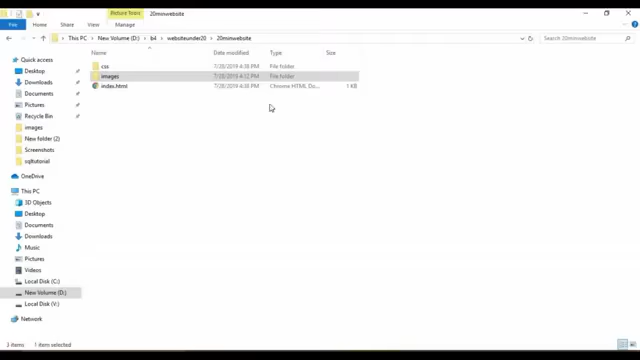 Picture Tools 20minwebsite
File Home Share View Manage
This PC > New Volume (D:) > b4 > websiteunder20 > 20minwebsite Search 20minwebsite
Name Date modified Type Size
Quick access
Desktop
Downloads
Documents
Pictures
Recycle Bin
images
New folder (2)
Screenshots
sqltutorial
OneDrive
This PC
3D Objects
Desktop
Documents
Downloads
Music
Pictures
Videos
Local Disk (C:)
New Volume (D:)
Local Disk (V:)
Network
css 7/28/2019 4:38 PM File folder
images 7/28/2019 4:12 PM File folder
index.html 7/28/2019 4:38 PM Chrome HTML Do... 1 KB
3 items 1 item selected